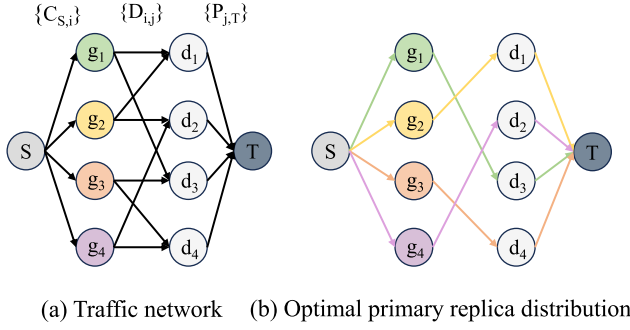 {C_S,i} {D_i,j} {P_j,T}
g1 d1 g1 d1
g2 d2 g2 d2
S T S T
g3 d3 g3 d3
g4 d4 g4 d4
(a) Traffic network (b) Optimal primary replica distribution